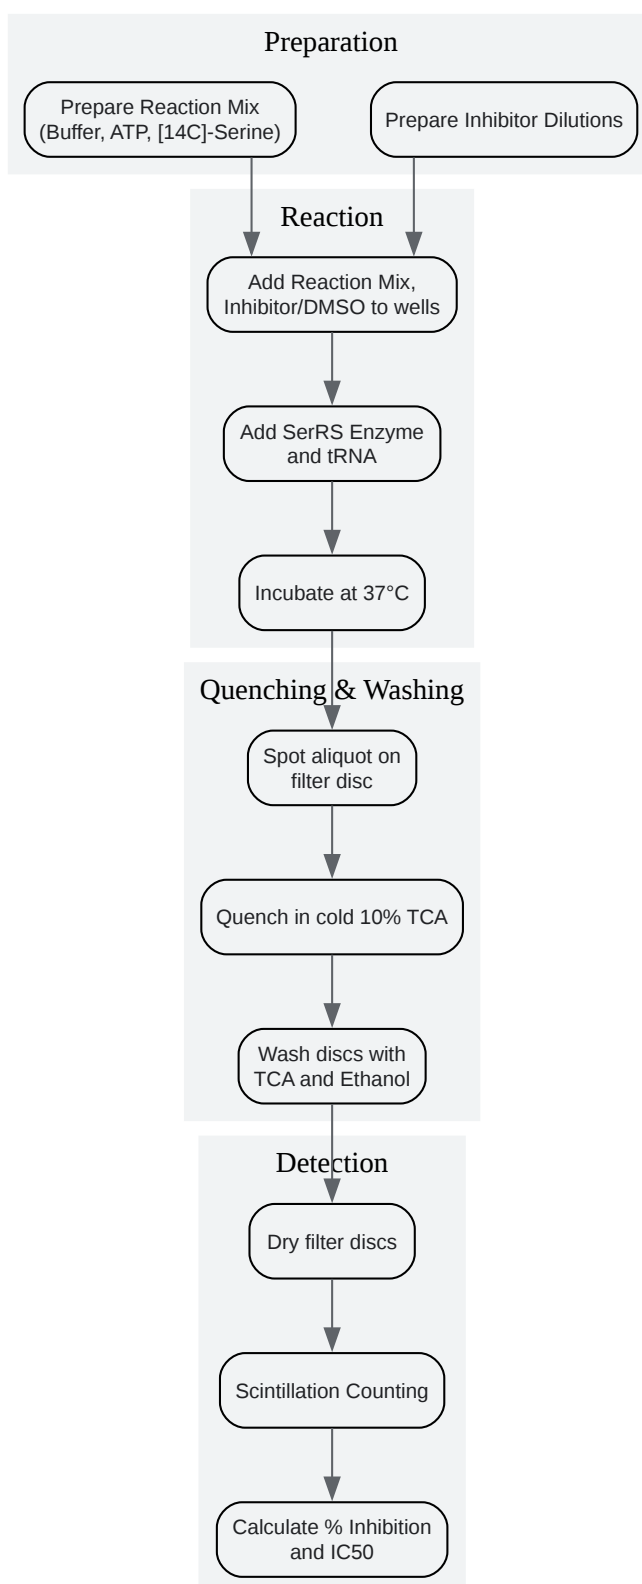 Preparation
Prepare Reaction Mix
(Buffer, ATP, [14C]-Serine)
Prepare Inhibitor Dilutions
Reaction
Add Reaction Mix,
Inhibitor/DMSO to wells
Add SerRS Enzyme
and tRNA
Incubate at 37°C
Quenching & Washing
Spot aliquot on
filter disc
Quench in cold 10% TCA
Wash discs with
TCA and Ethanol
Detection
Dry filter discs
Scintillation Counting
Calculate % Inhibition
and IC50